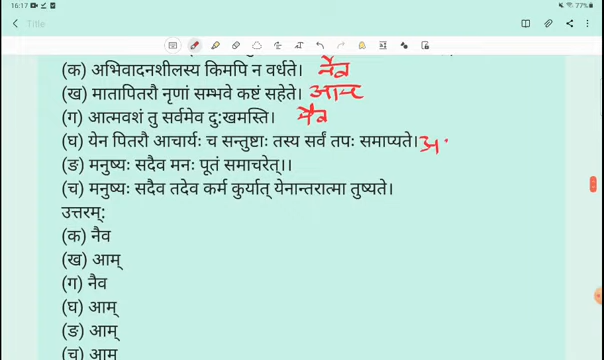 16:17
77%
Title
(क) अभिवादनशीलस्य किमपि न वर्धते। नैव
(ख) मातापितरौ नृणां सम्भवे कष्टं सहेते। आम्
(ग) आत्मवशं तु सर्वमेव दुःखमस्ति। नैव
(घ) येन पितरौ आचार्यः च सन्तुष्टाः तस्य सर्वं तपः समाप्यते।
(ङ) मनुष्यः सदैव मनः पूतं समाचरेत्।।
(च) मनुष्यः सदैव तदेव कर्म कुर्यात् येनान्तरात्मा तुष्यते।
उत्तरम्:
(क) नैव
(ख) आम्
(ग) नैव
(घ) आम्
(ङ) आम्
(च) आम